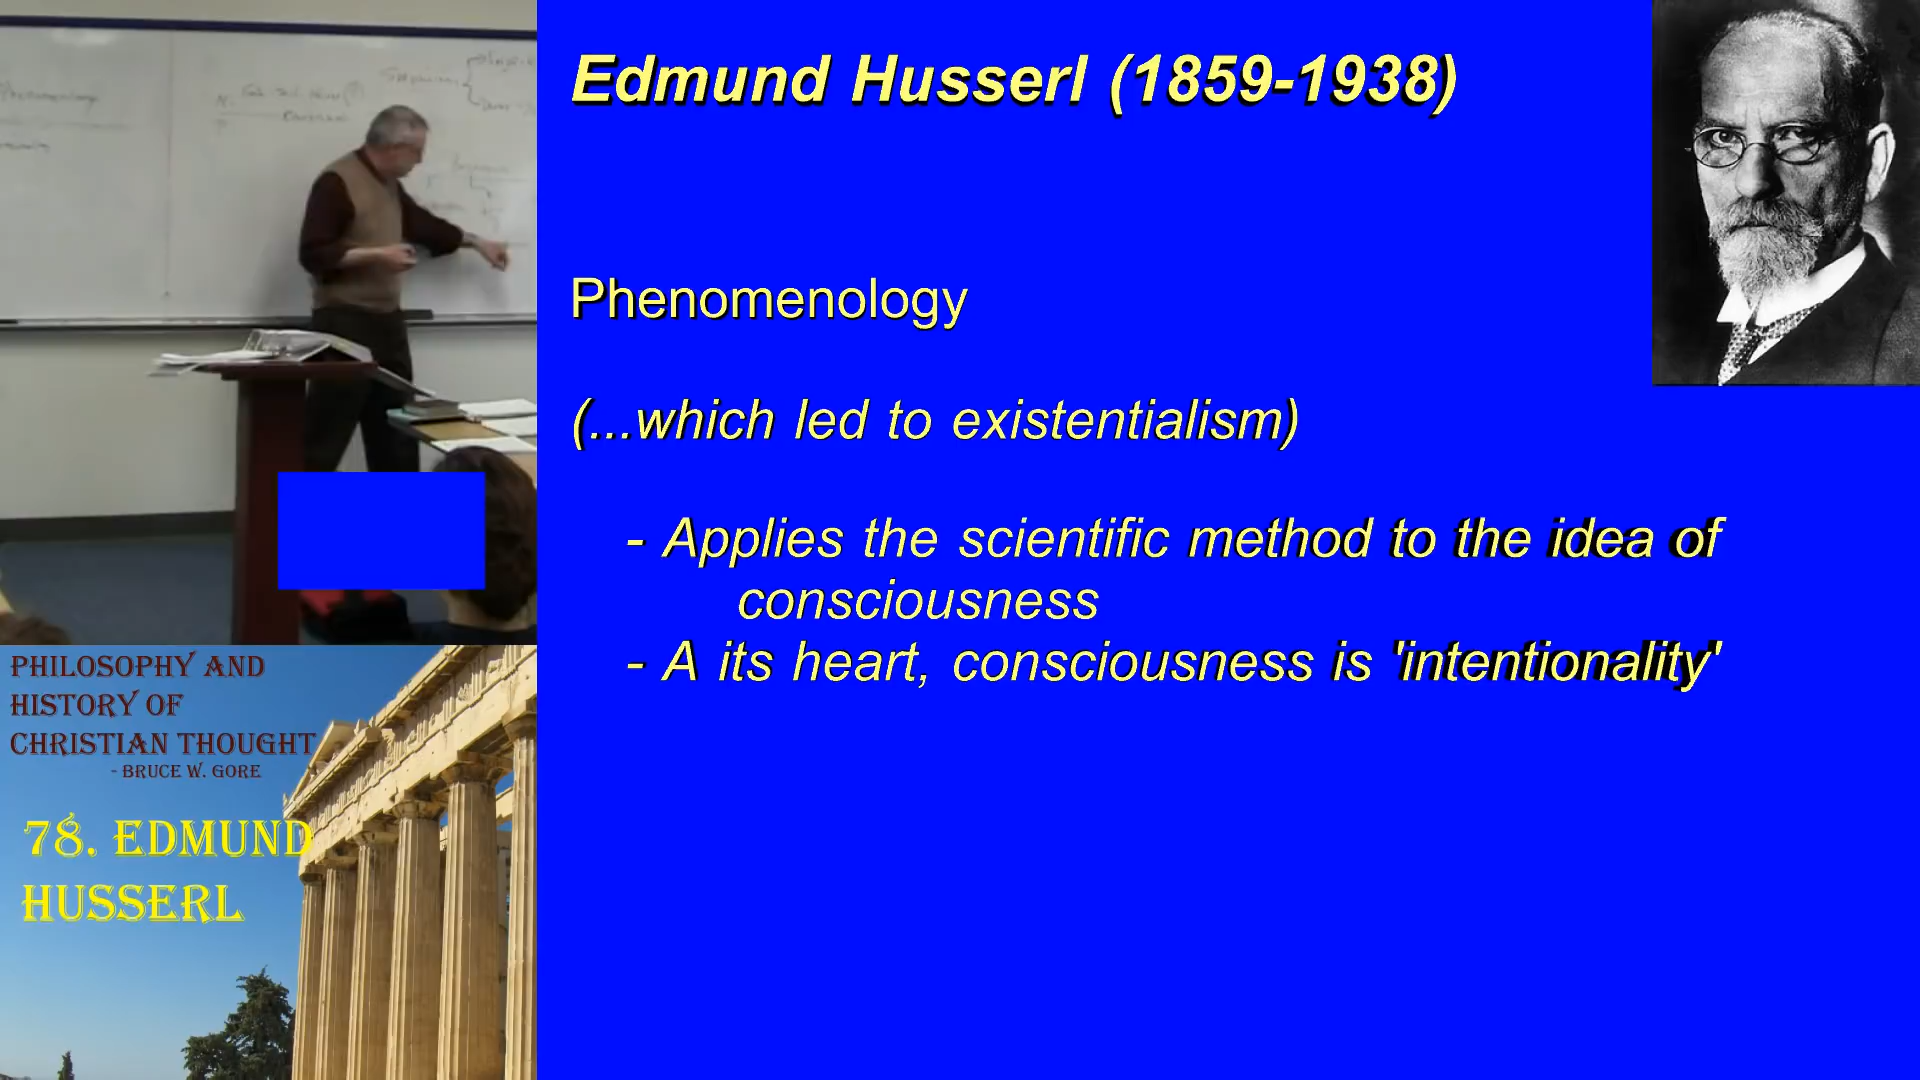 Phenomenology
Edmund Husserl (1859-1938)
Phenomenology
(...which led to existentialism)
- Applies the scientific method to the idea of
consciousness
- A its heart, consciousness is 'intentionality'
PHILOSOPHY AND
HISTORY OF
CHRISTIAN THOUGHT
- BRUCE W. GORE
78. EDMUND
HUSSERL